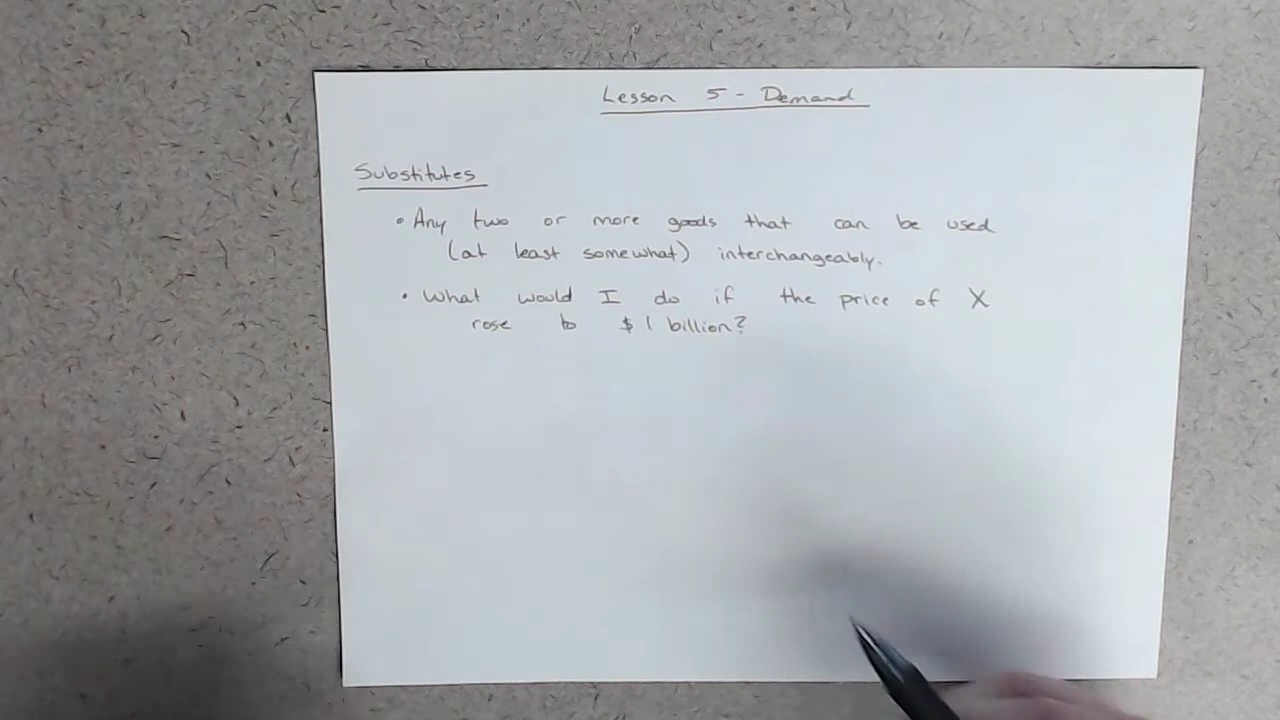 Lesson 5 - Demand
Substitutes
• Any two or more goods that can be used
(at least somewhat) interchangeably.
• What would I do if the price of X
rose to $1 billion?